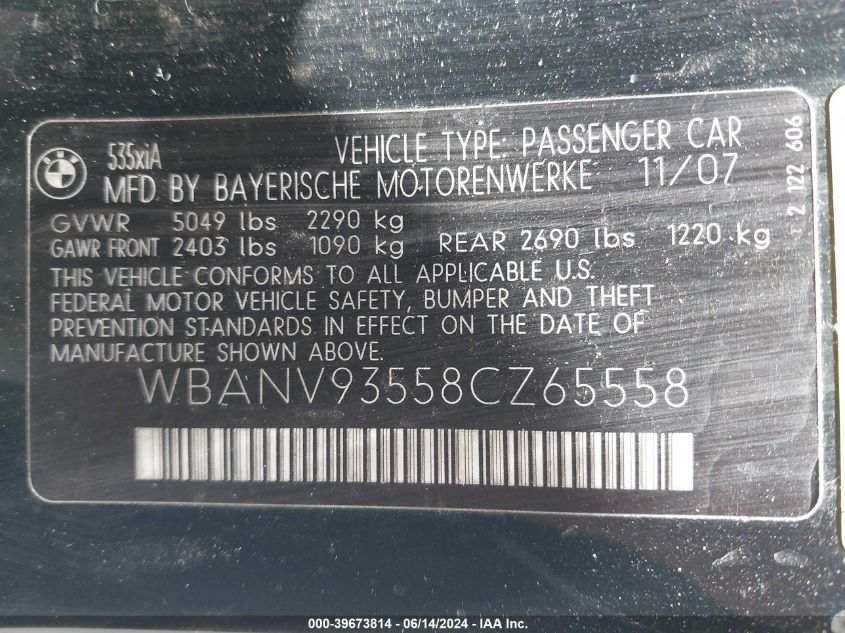 BMW
535xiA
VEHICLE TYPE: PASSENGER CAR
MFD BY BAYERISCHE MOTORENWERKE 11/07
GVWR 5049 lbs 2290 kg
GAWR FRONT 2403 lbs 1090 kg REAR 2690 lbs 1220 kg
THIS VEHICLE CONFORMS TO ALL APPLICABLE U.S.
FEDERAL MOTOR VEHICLE SAFETY, BUMPER AND THEFT
PREVENTION STANDARDS IN EFFECT ON THE DATE OF
MANUFACTURE SHOWN ABOVE.
WBANV93558CZ65558
2 122 606
000-39673814 - 06/14/2024 - IAA Inc.